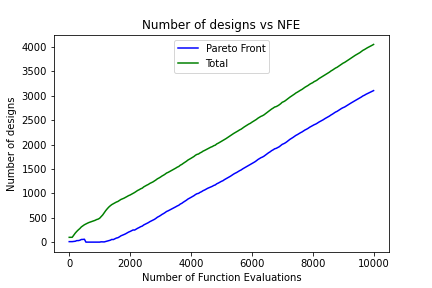 Number of designs vs NFE
Pareto Front
Total
Number of designs
4000
3500
3000
2500
2000
1500
1000
500
0
0 2000 4000 6000 8000 10000
Number of Function Evaluations